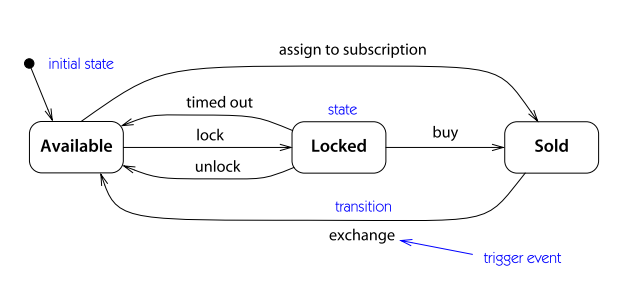 assign to subscription
initial state
timed out
state
lock
buy
Available
Locked
Sold
unlock
transition
exchange
trigger event